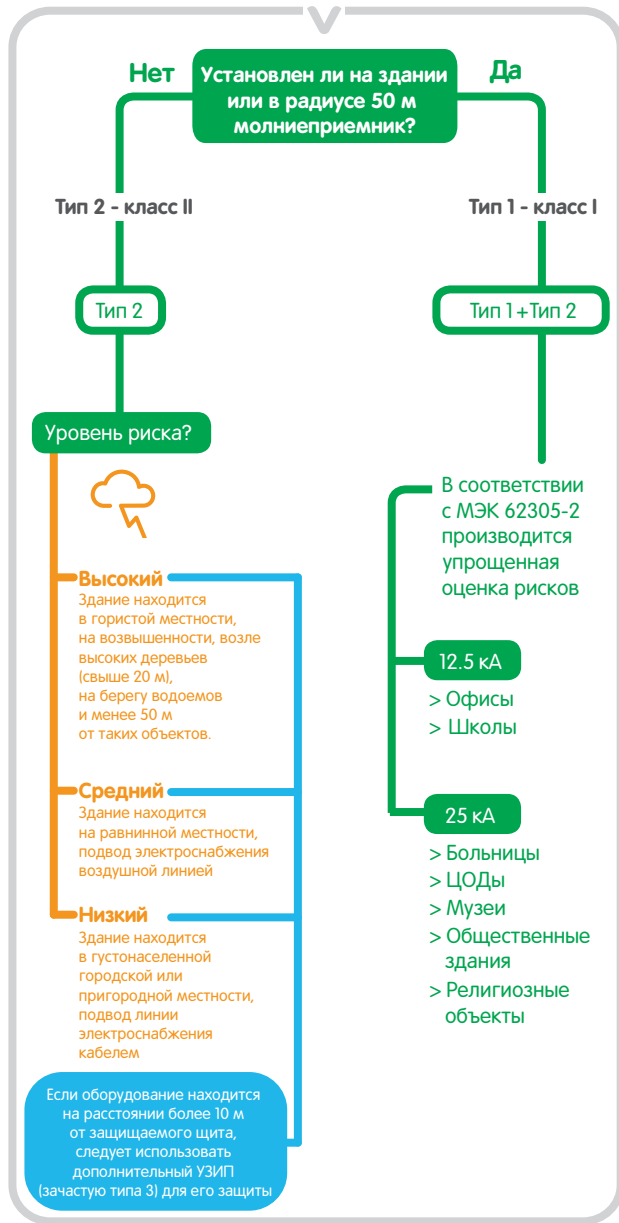 Нет
Установлен ли на здании
или в радиусе 50 м
молниеприемник?
Да
Тип 2 - класс II
Тип 2
Уровень риска?
Высокий
Здание находится
в гористой местности,
на возвышенности, возле
высоких деревьев
(свыше 20 м),
на берегу водоемов
и менее 50 м
от таких объектов.
Средний
Здание находится
на равнинной местности,
подвод электроснабжения
воздушной линией
Низкий
Здание находится
в густонаселенной
городской или
пригородной местности,
подвод линии
электроснабжения
кабелем
Если оборудование находится
на расстоянии более 10 м
от защищаемого щита,
следует использовать
дополнительный УЗИП
(зачастую типа 3) для его защиты
Тип 1 - класс I
Тип 1+Тип 2
В соответствии
с МЭК 62305-2
производится
упрощенная
оценка рисков
12.5 кА
> Офисы
> Школы
25 кА
> Больницы
> ЦОДы
> Музеи
> Общественные
здания
> Религиозные
объекты